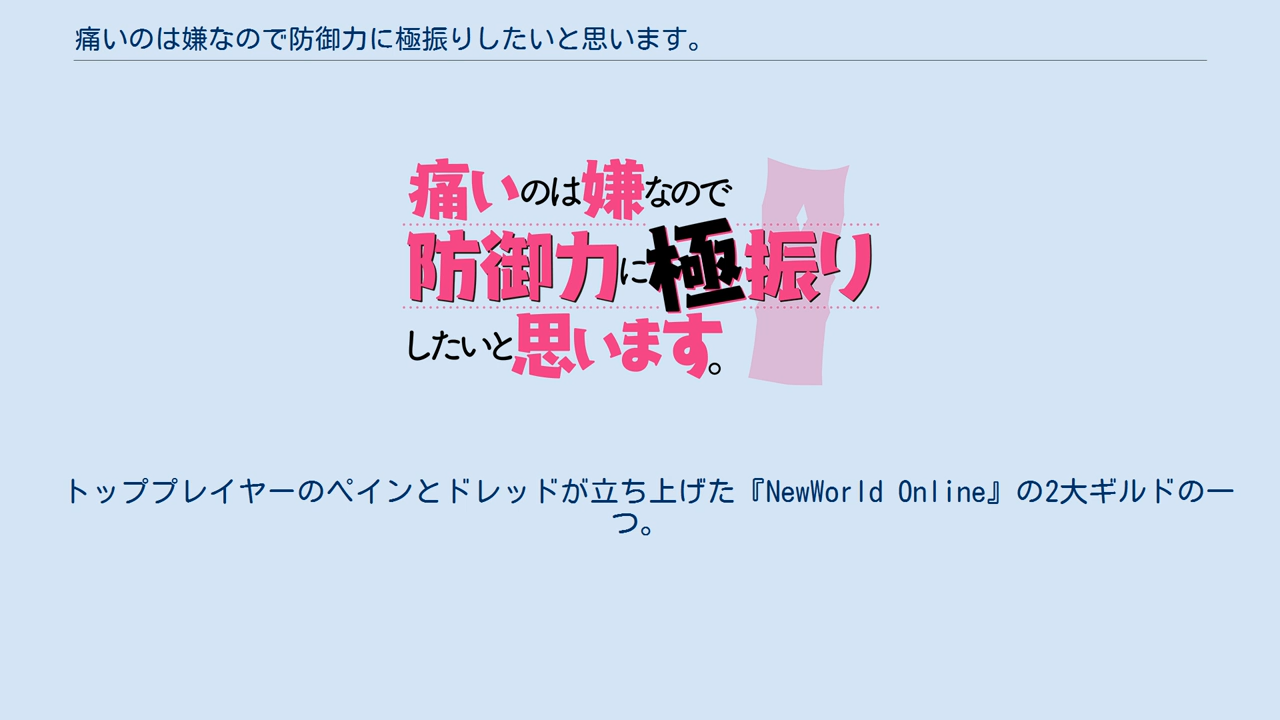 痛いのは嫌なので防御力に極振りしたいと思います。
痛いのは嫌なので
防御力に極振り
したいと思います。
トッププレイヤーのペインとドレッドが立ち上げた『NewWorld Online』の2大ギルドの一
つ。